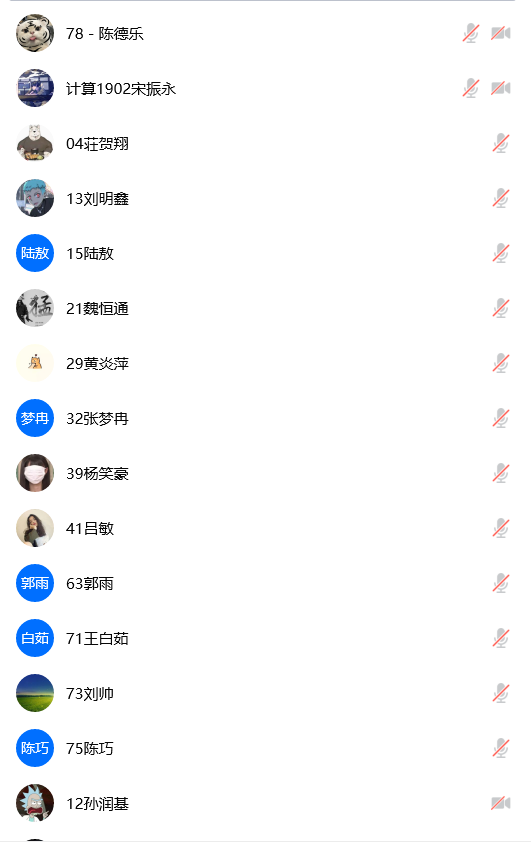 78 - 陈德乐
计算1902宋振永
04荘贺翔
13刘明鑫
陆敖
15陆敖
猛
21魏恒通
29黄炎萍
梦冉
32张梦冉
39杨笑豪
41吕敏
郭雨
63郭雨
白茹
71王白茹
73刘帅
陈巧
75陈巧
12孙润基